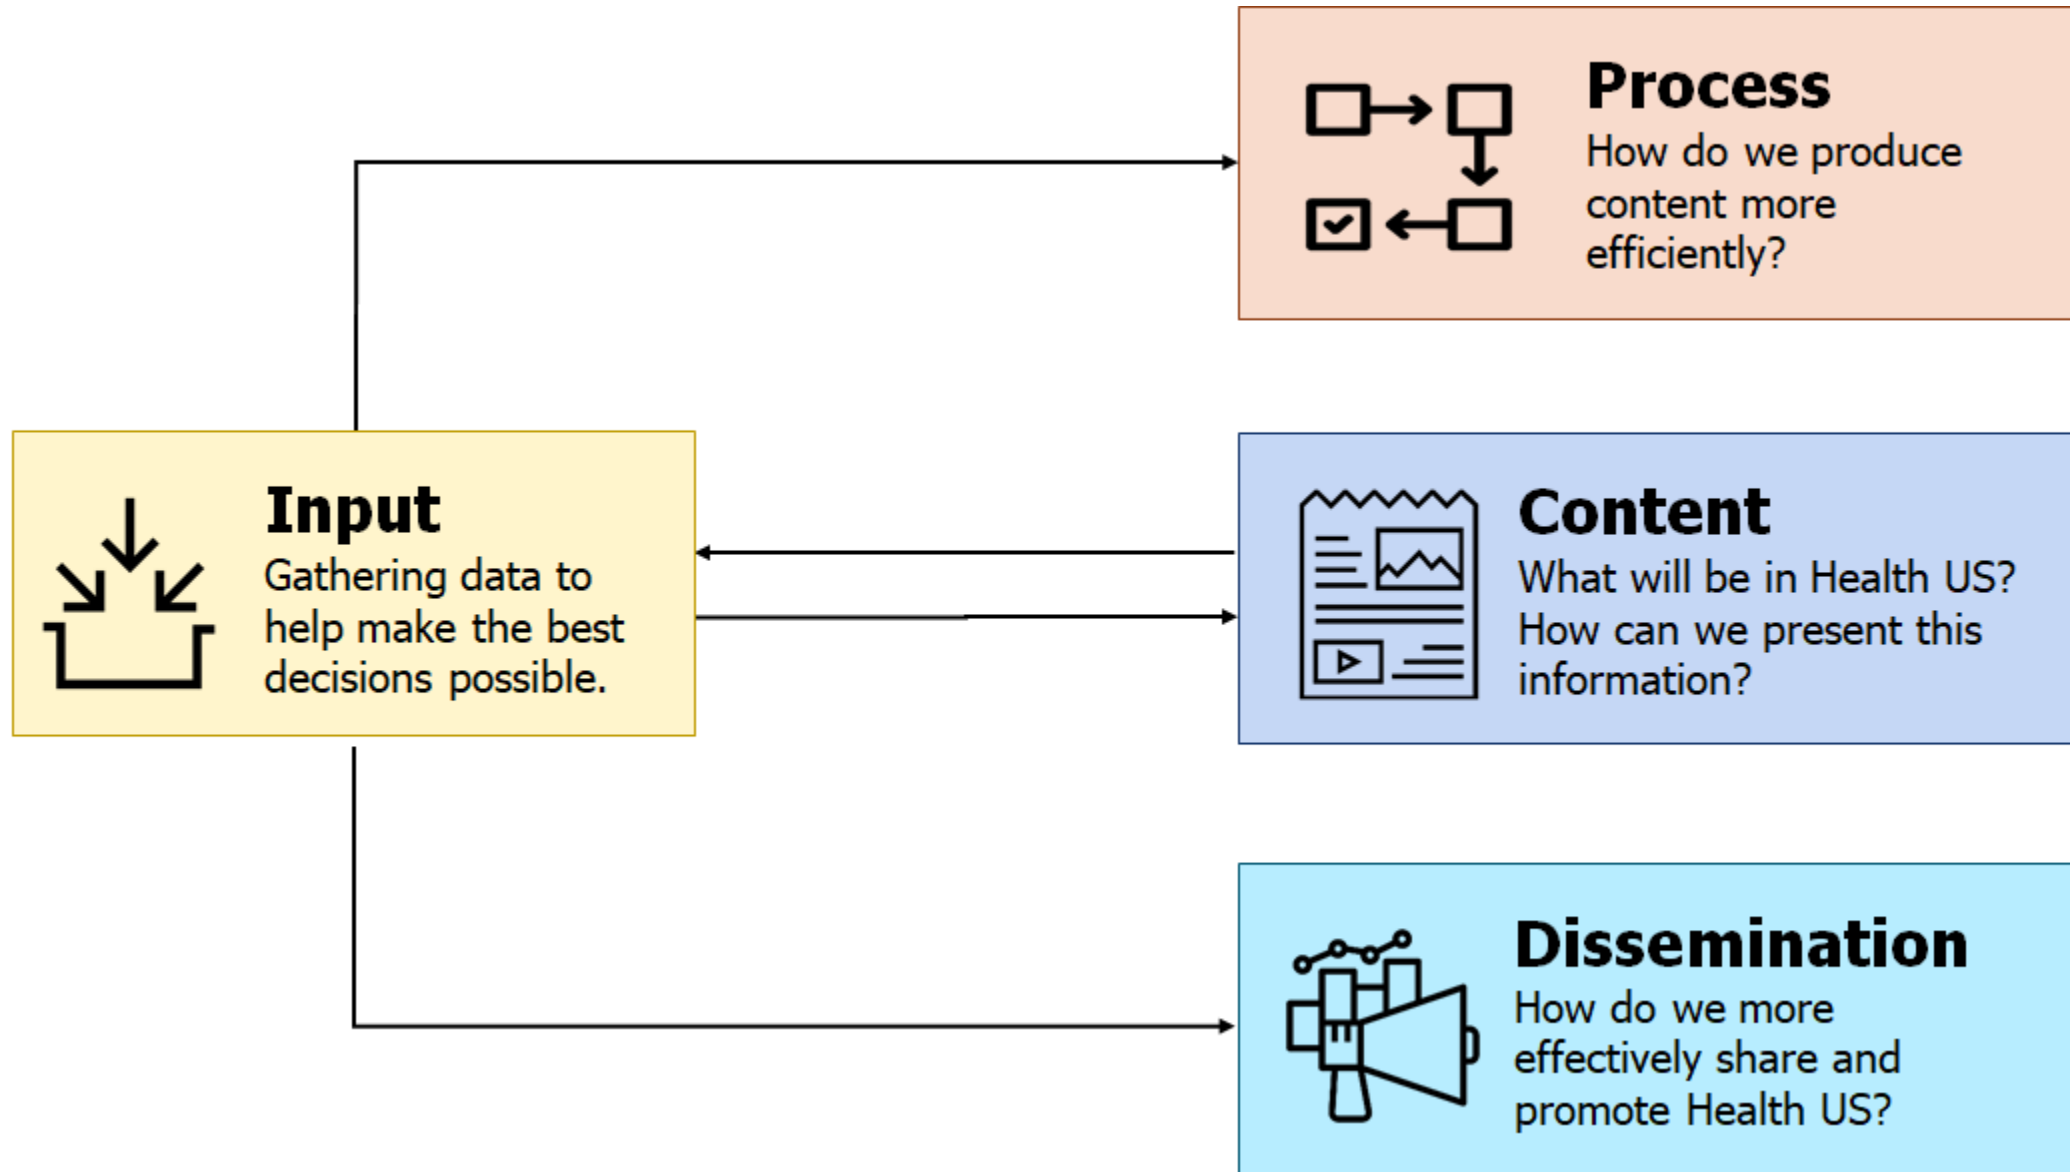 Process
How do we produce
content more
efficiently?
Input
Gathering data to
help make the best
decisions possible.
Content
What will be in Health US?
How can we present this
information?
Dissemination
How do we more
effectively share and
promote Health US?